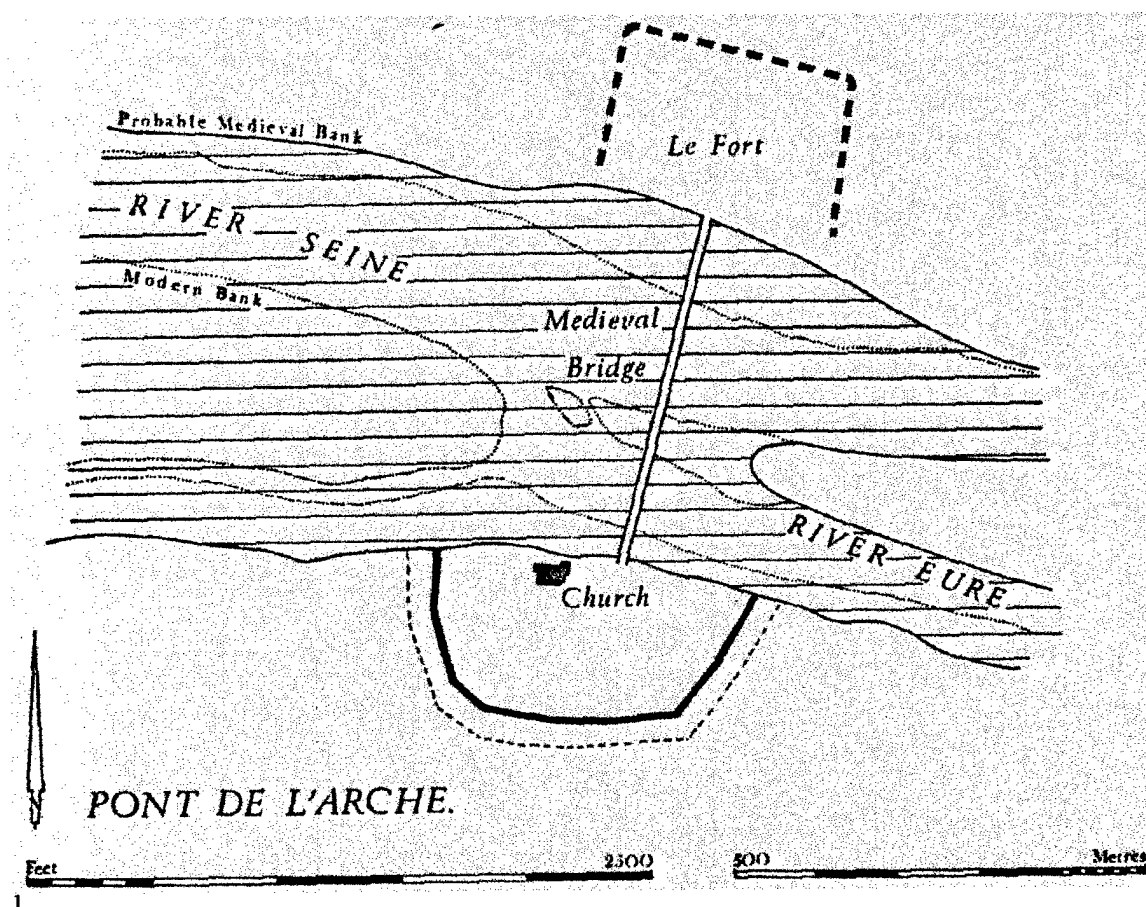 Probable Medieval Bank
Le Fort
RIVER SEINE
Modern Bank
Medieval
Bridge
RIVER EURE
Church
PONT DE L'ARCHE.
Feet
500
Metres
1